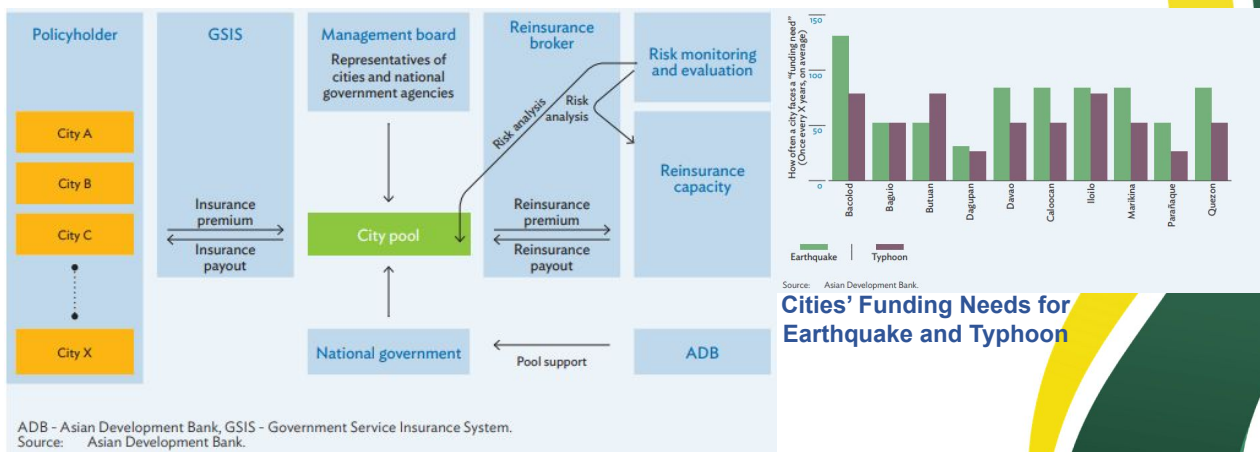 Policyholder
City A
City B
City C
City X
GSIS
Insurance
premium
Insurance
payout
Management board
Representatives of
cities and national
government agencies
City pool
National government
Reinsurance
broker
Risk analysis
Risk
analysis
Reinsurance
premium
Reinsurance
payout
Pool support
Risk monitoring
and evaluation
Reinsurance
capacity
ADB
ADB - Asian Development Bank, GSIS - Government Service Insurance System.
Source: Asian Development Bank.
How often a city faces a “funding need”
(Once every X years, on average)
150
100
50
0
Bacolod
Baguio
Butuan
Dagupan
Davao
Caloocan
Iloilo
Marikina
Parañaque
Quezon
Earthquake
Typhoon
Source: Asian Development Bank.
Cities’ Funding Needs for
Earthquake and Typhoon